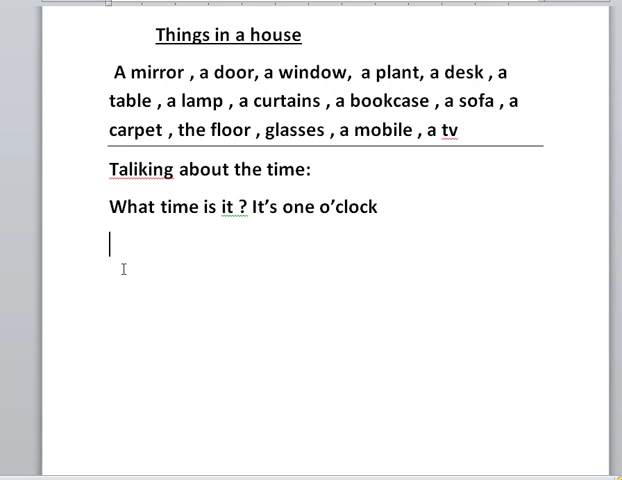 Things in a house
A mirror , a door, a window,  a plant, a desk , a
table , a lamp , a curtains , a bookcase , a sofa , a
carpet , the floor , glasses , a mobile , a tv
Taliking about the time:
What time is it ? It’s one o’clock